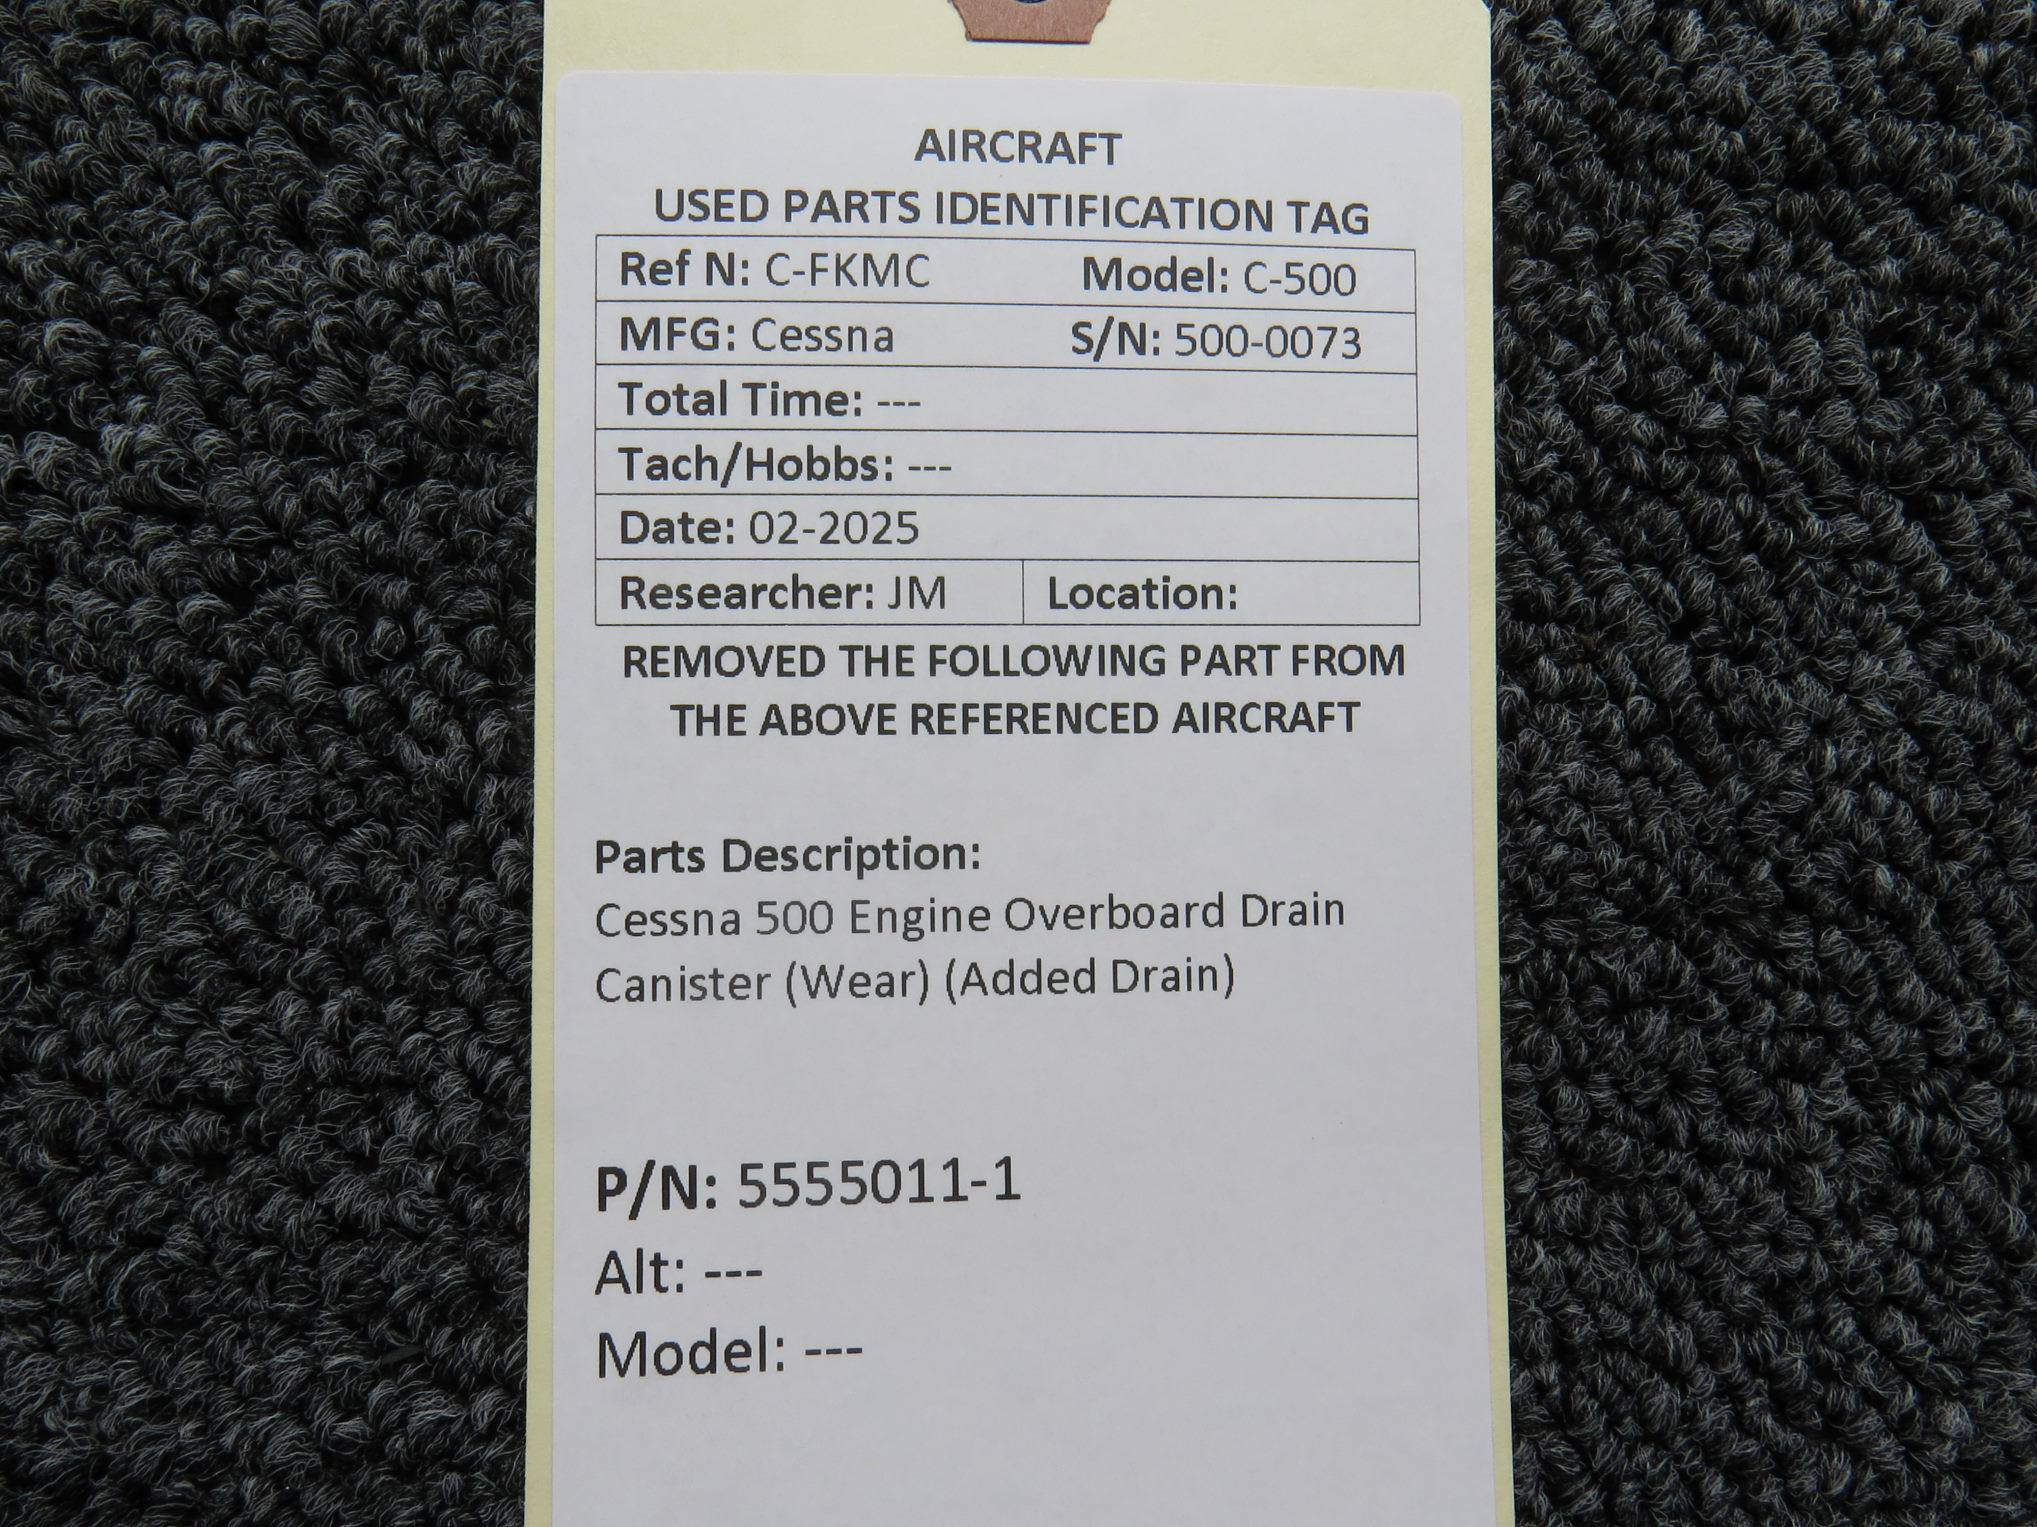 AIRCRAFT
USED PARTS IDENTIFICATION TAG
Ref N: C-FKMC Model: C-500
MFG: Cessna S/N: 500-0073
Total Time: ---
Tach/Hobbs: ---
Date: 02-2025
Researcher: JM Location:
REMOVED THE FOLLOWING PART FROM
THE ABOVE REFERENCED AIRCRAFT
Parts Description:
Cessna 500 Engine Overboard Drain
Canister (Wear) (Added Drain)
P/N: 5555011-1
Alt: ---
Model: ---